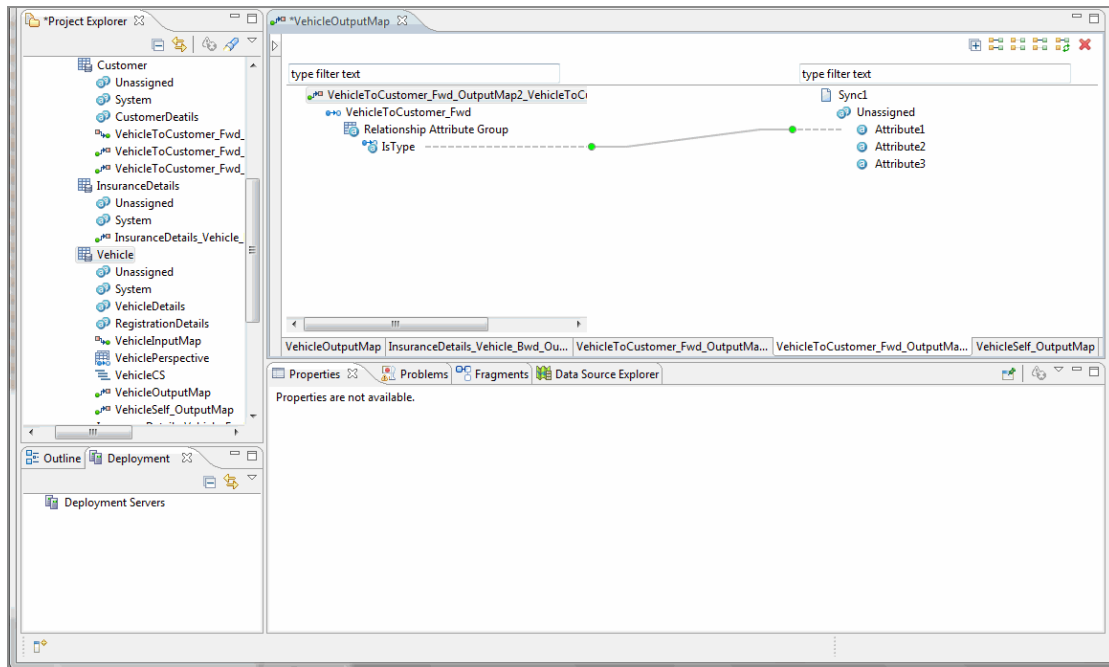 *Project Explorer
Customer
Unassigned
System
CustomerDeatils
VehicleToCustomer_Fwd_
VehicleToCustomer_Fwd_
VehicleToCustomer_Fwd_
InsuranceDetails
Unassigned
System
InsuranceDetails_Vehicle_
Vehicle
Unassigned
System
VehicleDetails
RegistrationDetails
VehicleInputMap
VehiclePerspective
VehicleCS
VehicleOutputMap
VehicleSelf_OutputMap
Outline Deployment
Deployment Servers
*VehicleOutputMap
type filter text
VehicleToCustomer_Fwd_OutputMap2_VehicleToC
VehicleToCustomer_Fwd
Relationship Attribute Group
IsType
type filter text
Sync1
Unassigned
Attribute1
Attribute2
Attribute3
VehicleOutputMap InsuranceDetails_Vehicle_Bwd_Ou... VehicleToCustomer_Fwd_OutputMa... VehicleToCustomer_Fwd_OutputMa... VehicleSelf_OutputMap
Properties Problems Fragments Data Source Explorer
Properties are not available.